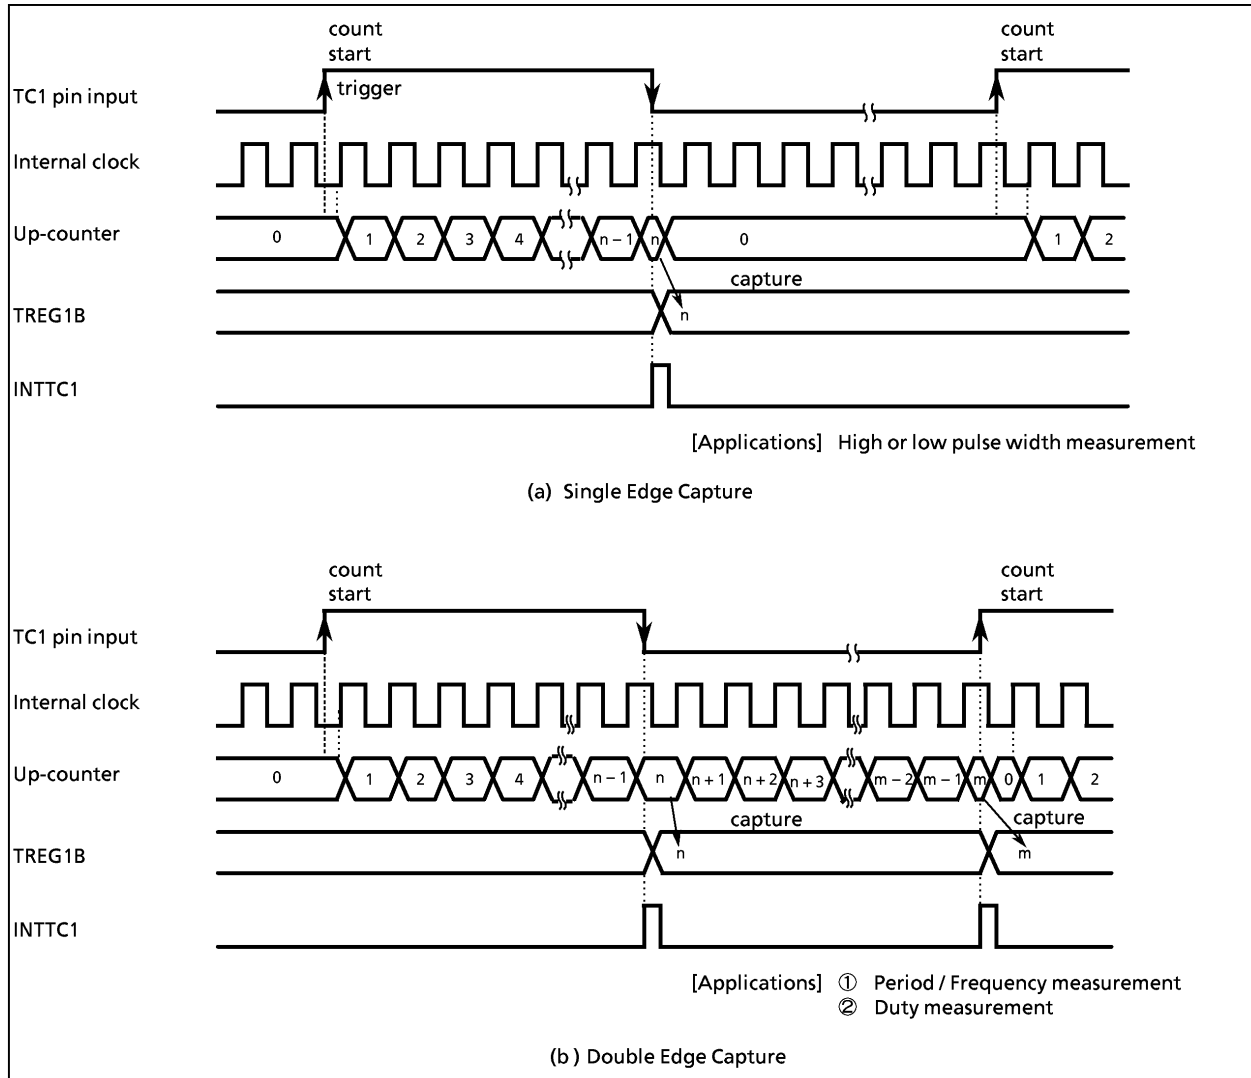 count
start
count
start
TC1 pin input
trigger
Internal clock
Up-counter
0
1
2
3
4
n − 1
n
0
1
2
capture
TREG1B
n
INTTC1
[Applications] High or low pulse width measurement
(a) Single Edge Capture
count
start
count
start
TC1 pin input
Internal clock
Up-counter
0
1
2
3
4
n − 1
n
n + 1
n + 2
n + 3
m − 2
m − 1
m
0
1
2
capture
capture
TREG1B
n
m
INTTC1
[Applications] ① Period / Frequency measurement
② Duty measurement
(b ) Double Edge Capture